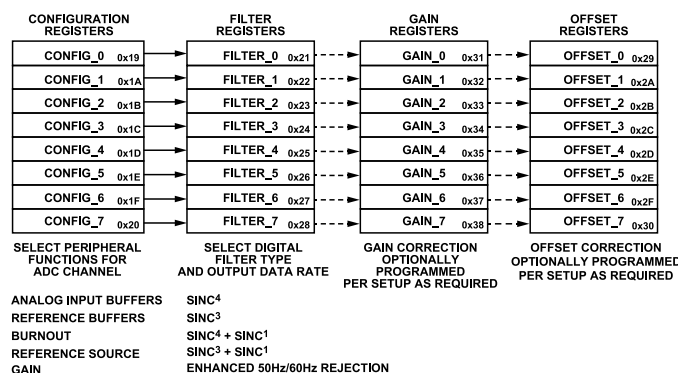 CONFIGURATION REGISTERS
FILTER REGISTERS
GAIN REGISTERS
OFFSET REGISTERS
CONFIG_0 0x19 FILTER_0 0x21 GAIN_0 0x31 OFFSET_0 0x29
CONFIG_1 0x1A FILTER_1 0x22 GAIN_1 0x32 OFFSET_1 0x2A
CONFIG_2 0x1B FILTER_2 0x23 GAIN_2 0x33 OFFSET_2 0x2B
CONFIG_3 0x1C FILTER_3 0x24 GAIN_3 0x34 OFFSET_3 0x2C
CONFIG_4 0x1D FILTER_4 0x25 GAIN_4 0x35 OFFSET_4 0x2D
CONFIG_5 0x1E FILTER_5 0x26 GAIN_5 0x36 OFFSET_5 0x2E
CONFIG_6 0x1F FILTER_6 0x27 GAIN_6 0x37 OFFSET_6 0x2F
CONFIG_7 0x20 FILTER_7 0x28 GAIN_7 0x38 OFFSET_7 0x30
SELECT PERIPHERAL
FUNCTIONS FOR
ADC CHANNEL
SELECT DIGITAL
FILTER TYPE
AND OUTPUT DATA RATE
GAIN CORRECTION
OPTIONALLY
PROGRAMMED
PER SETUP AS REQUIRED
OFFSET CORRECTION
OPTIONALLY PROGRAMMED
PER SETUP AS REQUIRED
ANALOG INPUT BUFFERS SINC4
REFERENCE BUFFERS SINC3
BURNOUT SINC4 + SINC1
REFERENCE SOURCE SINC3 + SINC1
GAIN ENHANCED 50Hz/60Hz REJECTION